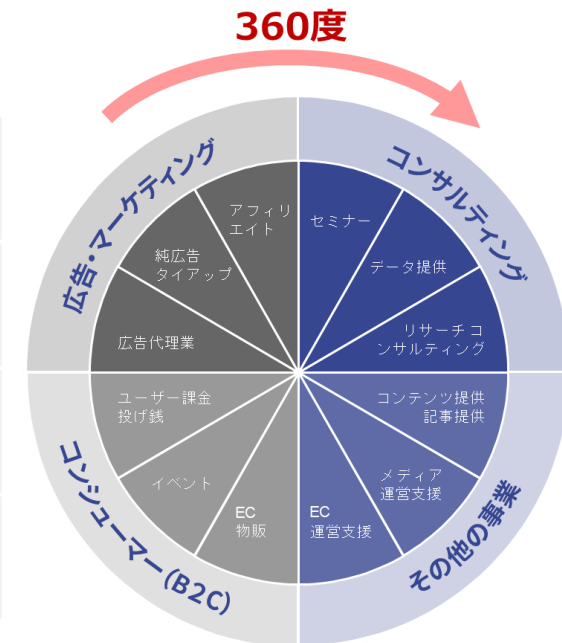 360度
広告・マーケティング
コンサルティング
アフィリ
エイト
セミナー
純広告
タイアップ
データ提供
広告代理業
リサーチコ
ンサルティング
ユーザー課金
投げ銭
コンテンツ提供
記事提供
イベント
メディア
運営支援
EC
物販
EC
運営支援
コンシューマー(B2C)
その他の事業